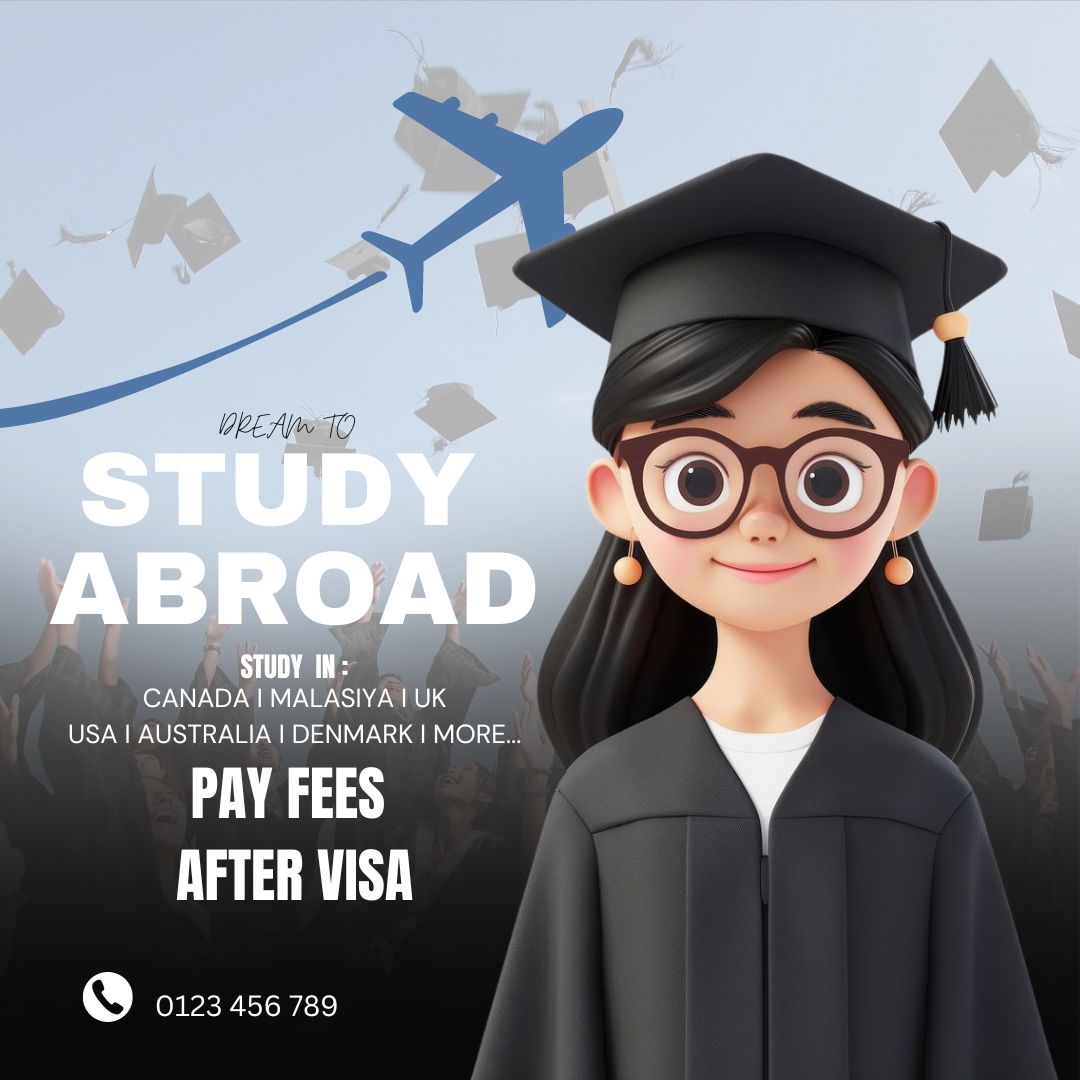 DREAM TO
STUDY
ABROAD
STUDY IN :
CANADA I MALASIYA I UK
USA I AUSTRALIA I DENMARK I MORE...
PAY FEES
AFTER VISA
0123 456 789